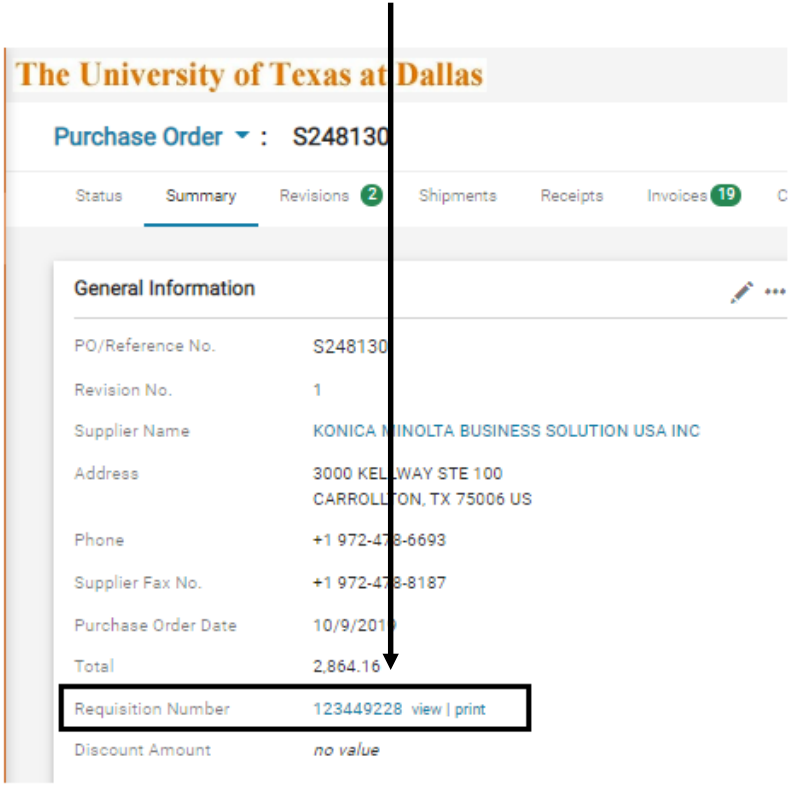 The University of Texas at Dallas
Purchase Order : S248130
Status Summary Revisions 2 Shipments Receipts Invoices 19 C
General Information
PO/Reference No. S248130
Revision No. 1
Supplier Name KONICA MINOLTA BUSINESS SOLUTION USA INC
Address 3000 KELLWAY STE 100
CARROLLTON, TX 75006 US
Phone +1 972-478-6693
Supplier Fax No. +1 972-478-8187
Purchase Order Date 10/9/2019
Total 2,864.16
Requisition Number 123449228 view | print
Discount Amount no value